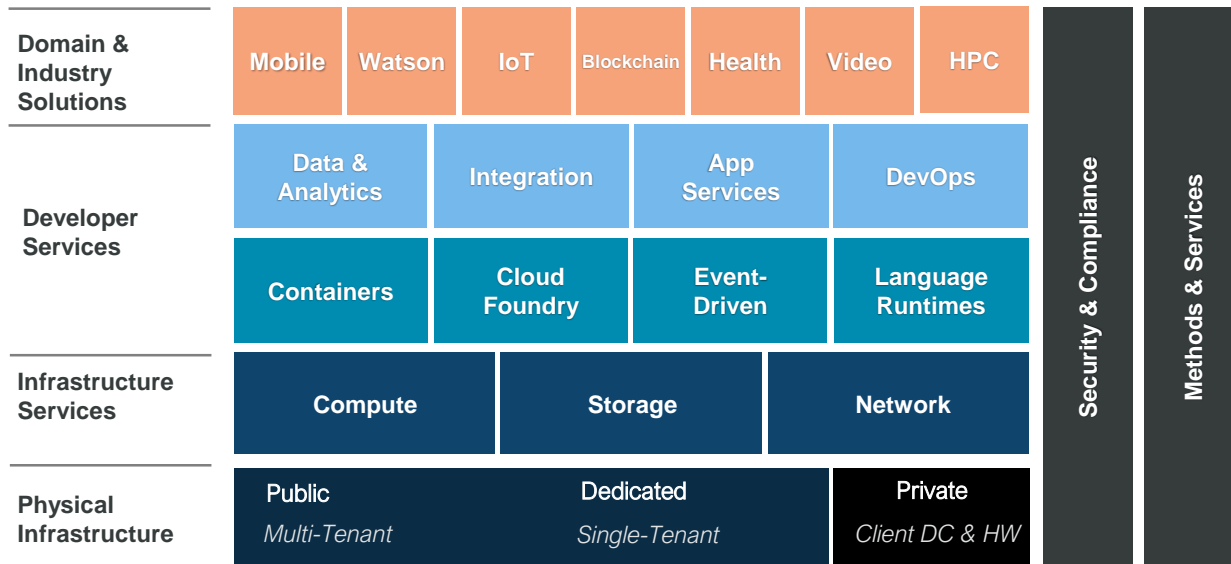 Domain &
Industry
Solutions
Mobile
Watson
IoT
Blockchain
Health
Video
HPC
Developer
Services
Data &
Analytics
Integration
App
Services
DevOps
Containers
Cloud
Foundry
Event-
Driven
Language
Runtimes
Infrastructure
Services
Compute
Storage
Network
Physical
Infrastructure
Public
Multi-Tenant
Dedicated
Single-Tenant
Private
Client DC & HW
Security & Compliance
Methods & Services